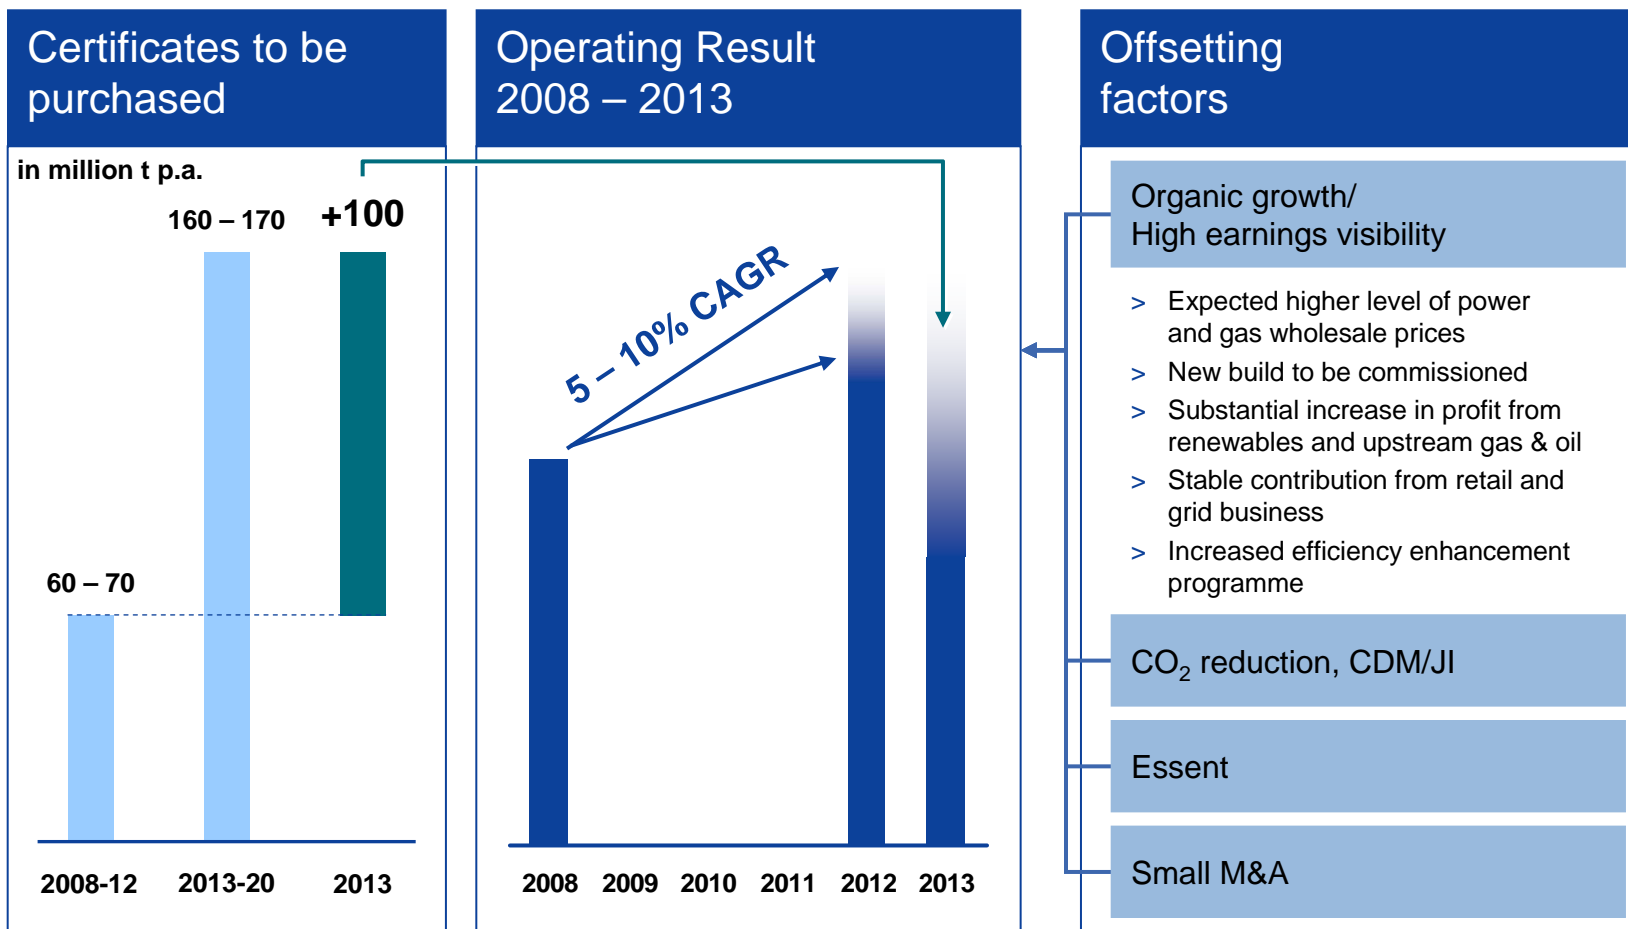 Certificates to be
purchased
in million t p.a.
160 – 170
+100
60 – 70
2008-12
2013-20
2013
Operating Result
2008 – 2013
5 – 10% CAGR
2008
2009
2010
2011
2012
2013
Offsetting
factors
Organic growth/
High earnings visibility
> Expected higher level of power
and gas wholesale prices
> New build to be commissioned
> Substantial increase in profit from
renewables and upstream gas & oil
> Stable contribution from retail and
grid business
> Increased efficiency enhancement
programme
CO₂ reduction, CDM/JI
Essent
Small M&A